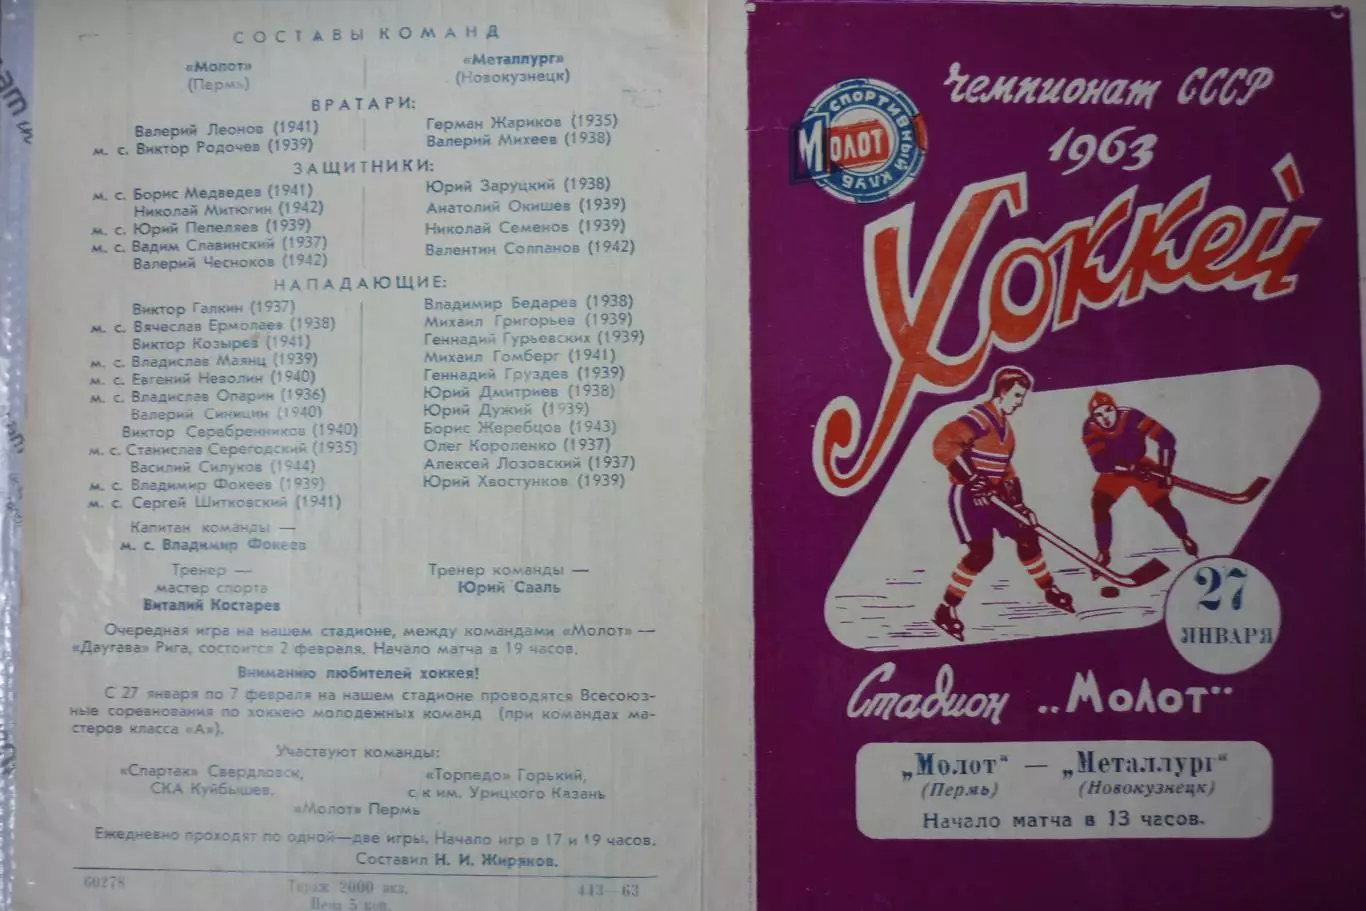 СОСТАВЫ КОМАНД
«Молот»
(Пермь)
«Металлург»
(Новокузнецк)
ВРАТАРИ:
Валерий Леонов (1941)
м. с. Виктор Родочев (1939)
Герман Жариков (1935)
Валерий Михеев (1938)
ЗАЩИТНИКИ:
м. с. Борис Медведев (1941)
Николай Митюгин (1942)
м. с. Юрий Пепеляев (1939)
м. с. Вадим Славинский (1937)
Валерий Чесноков (1942)
Юрий Заруцкий (1938)
Анатолий Окишев (1939)
Николай Семенов (1939)
Валентин Солпанов (1942)
НАПАДАЮЩИЕ:
Виктор Галкин (1937)
м. с. Вячеслав Ермолаев (1938)
Виктор Козырев (1941)
м. с. Владислав Маянц (1939)
м. с. Евгений Неволин (1940)
м. с. Владислав Опарин (1936)
Валерий Синицин (1940)
Виктор Серебренников (1940)
м. с. Станислав Серегодский (1935)
Василий Силуков (1944)
м. с. Владимир Фокеев (1939)
м. с. Сергей Шитковский (1941)
Владимир Бедарев (1938)
Михаил Григорьев (1939)
Геннадий Гурьевских (1939)
Михаил Гомберг (1941)
Геннадий Груздев (1939)
Юрий Дмитриев (1938)
Юрий Дужий (1939)
Борис Жеребцов (1943)
Олег Короленко (1937)
Алексей Лозовский (1937)
Юрий Хвостунков (1939)
Капитан команды —
м. с. Владимир Фокеев
Тренер —
мастер спорта
Виталий Костарев
Тренер команды —
Юрий Сааль
Очередная игра на нашем стадионе, между командами «Молот» —
«Даугава» Рига, состоится 2 февраля. Начало матча в 19 часов.
Вниманию любителей хоккея!
С 27 января по 7 февраля на нашем стадионе проводятся Всесоюз-
ные соревнования по хоккею молодежных команд (при командах ма-
стеров класса «А»).
Участвуют команды:
«Спартак» Свердловск,
СКА Куйбышев,
«Торпедо» Горький,
с к им. Урицкого Казань
«Молот» Пермь
Ежедневно проходят по одной—две игры. Начало игр в 17 и 19 часов.
Составил Н. И. Жиряков.
60278
Тираж 2000 экз.
443—63
Цена 5 коп.
Чемпионат СССР
1963
СПОРТИВНЫЙ КЛУБ
МОЛОТ
Хоккей
27
ЯНВАРЯ
Стадион „Молот"
„Молот" — „Металлург"
(Пермь)
(Новокузнецк)
Начало матча в 13 часов.